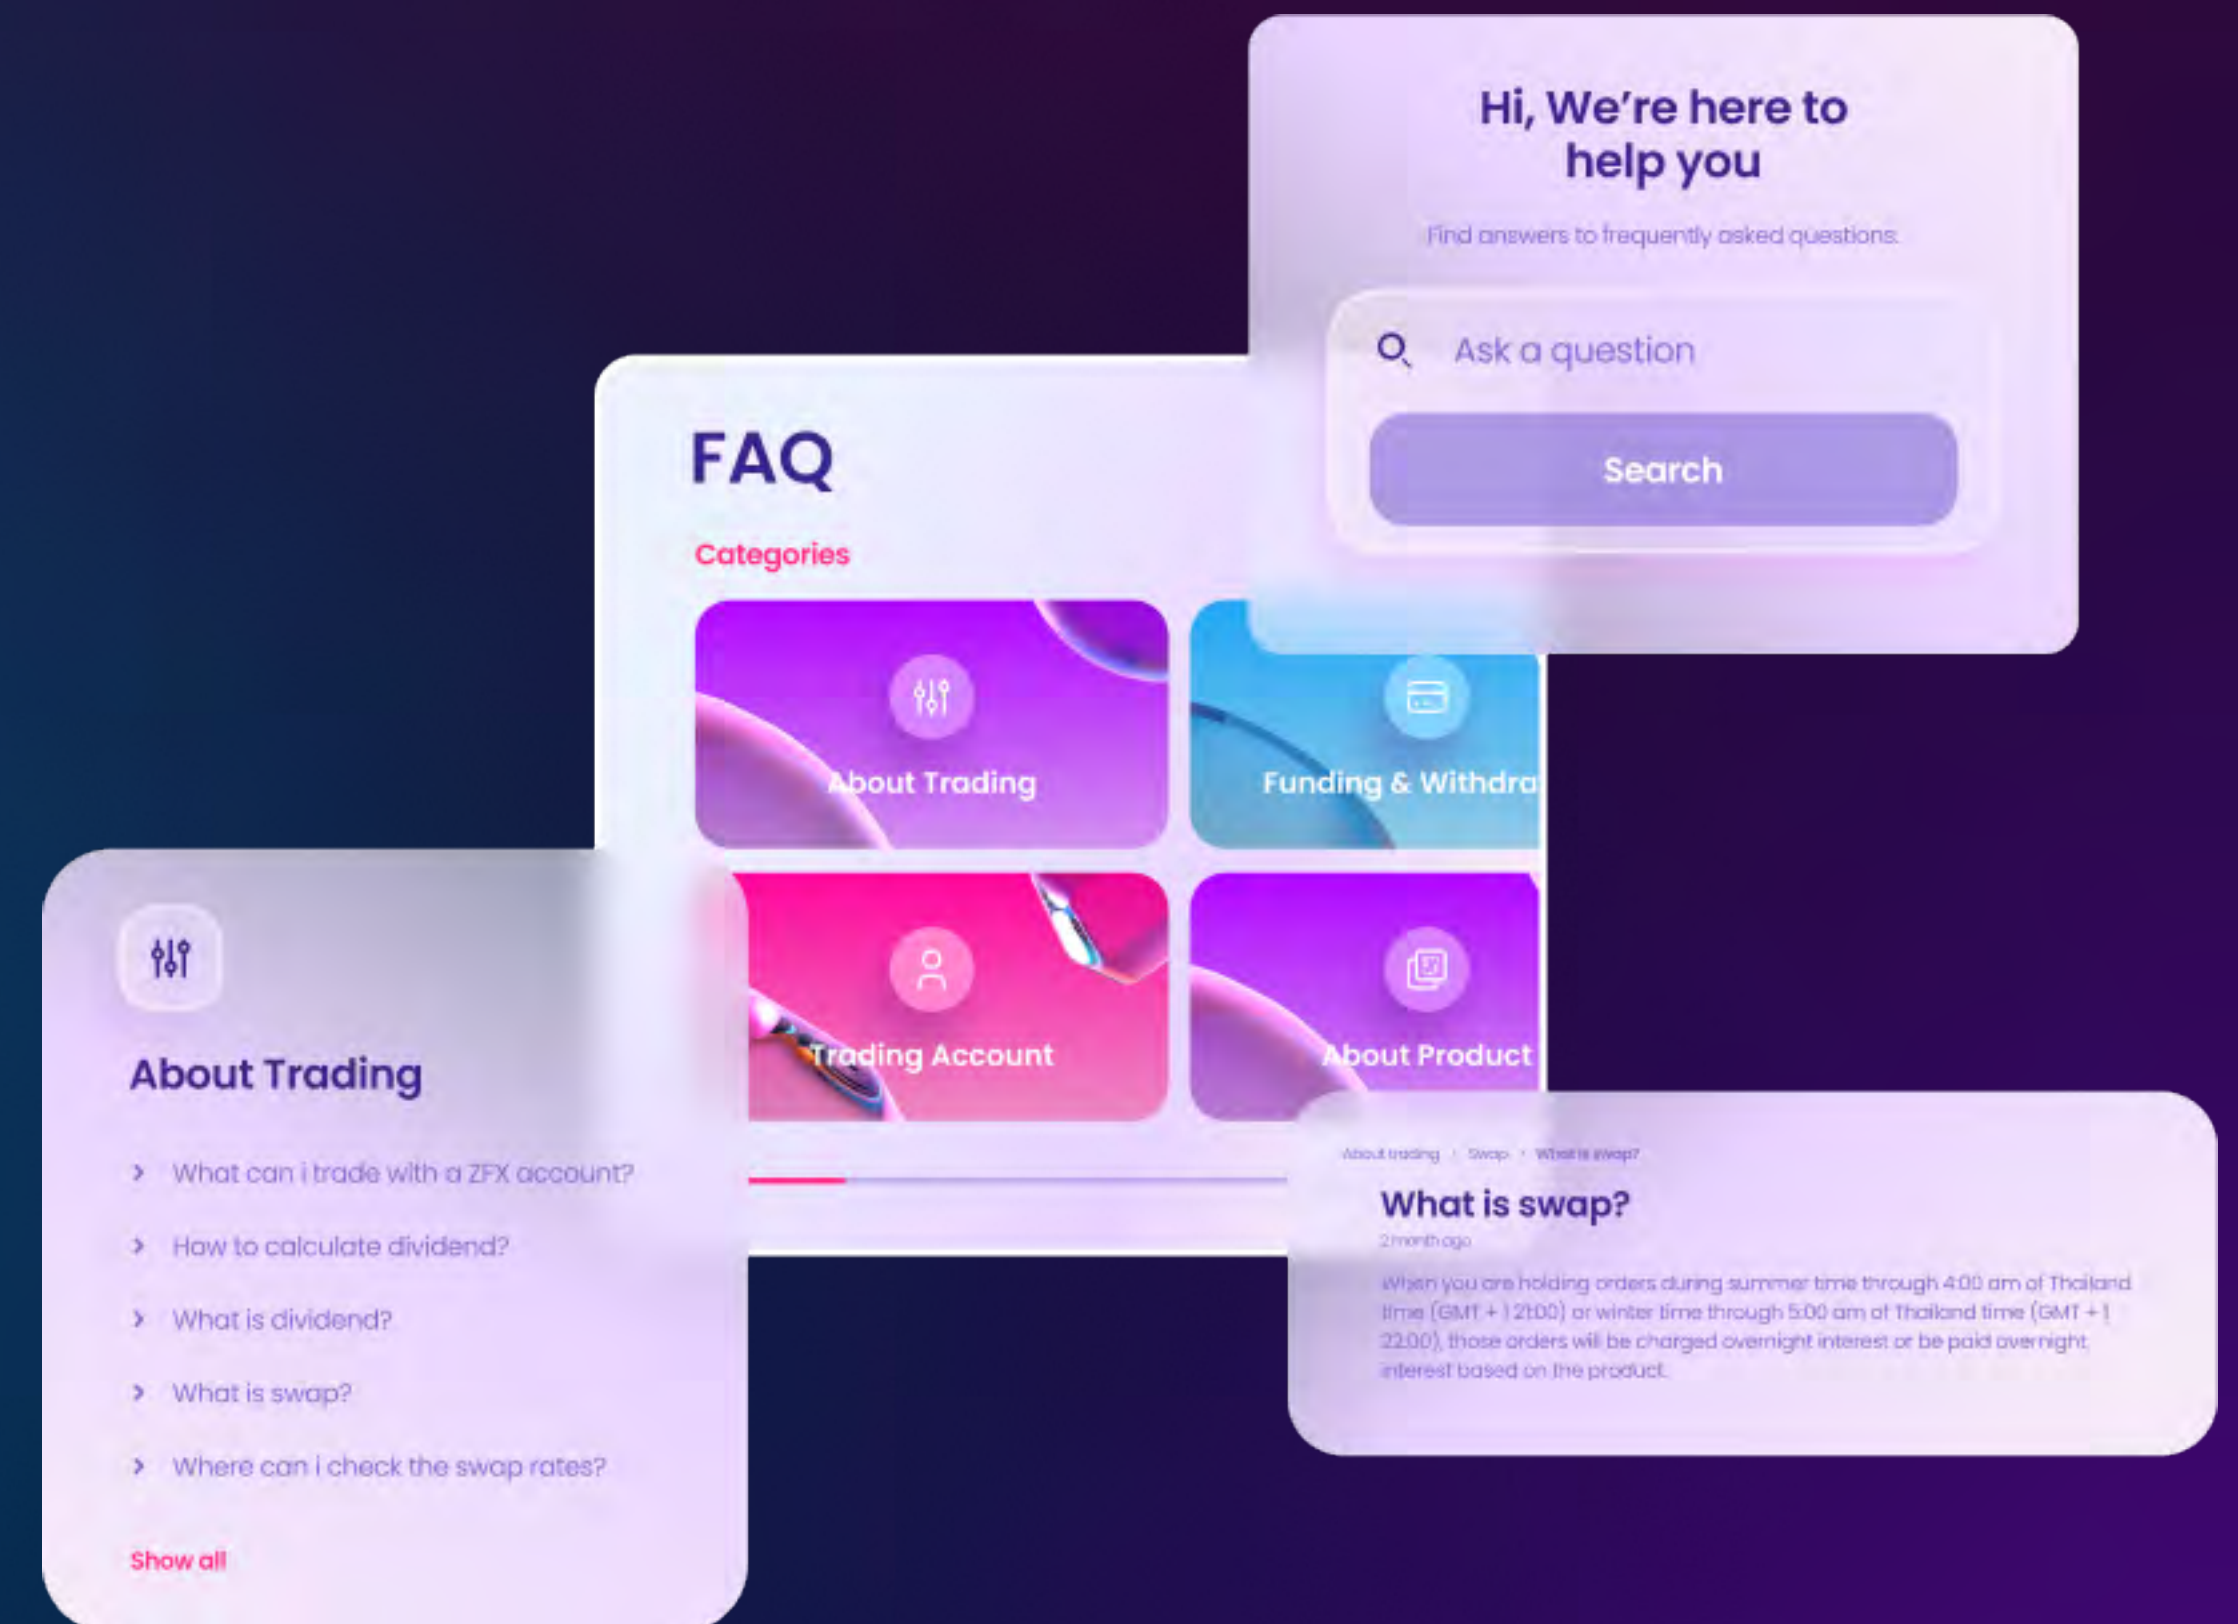 Hi, We're here to
help you
Find answers to frequently asked questions.
Ask a question
Search
FAQ
Categories
About Trading
Funding & Withdra
Trading Account
About Product
About Trading
What can i trade with a ZFX account?
How to calculate dividend?
What is dividend?
What is swap?
Where can i check the swap rates?
Show all
About trading › Swap › What is swap?
What is swap?
2 month ago
When you are holding orders during summer time through 4:00 am of Thailand
time (GMT + 1 21:00) or winter time through 5:00 am of Thailand time (GMT + 1
22:00), those orders will be charged overnight interest or be paid overnight
interest based on the product.